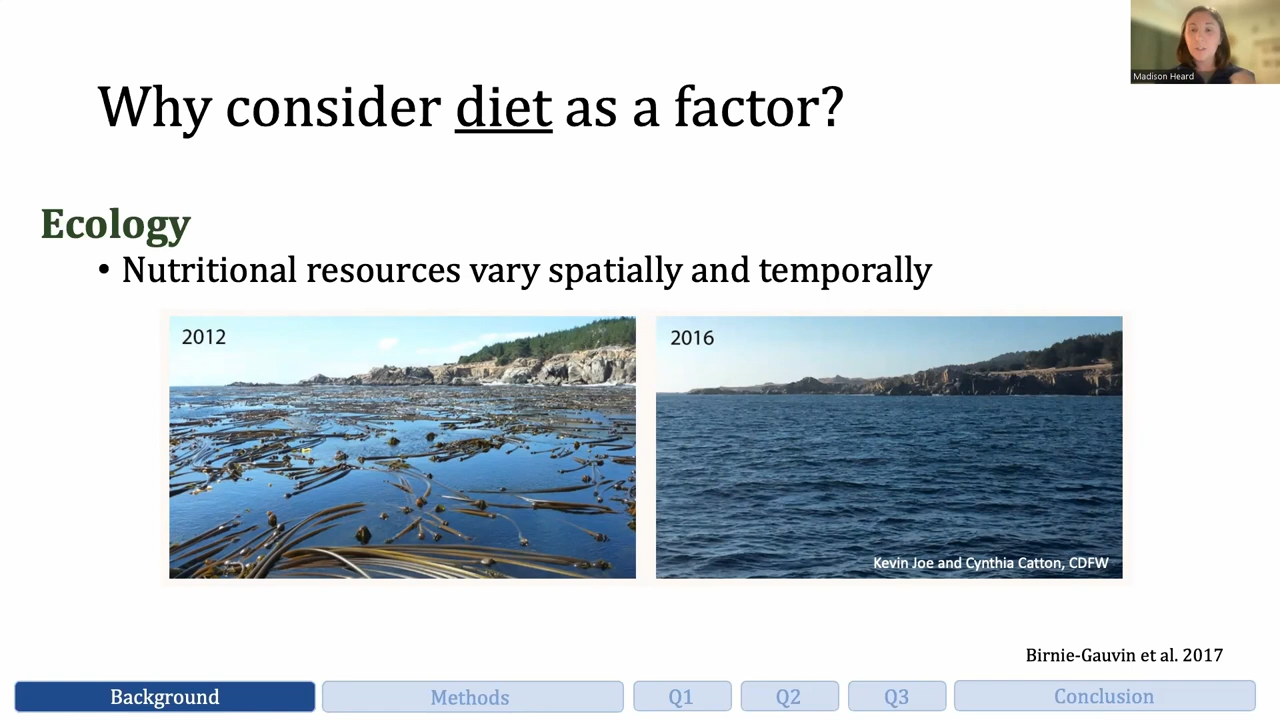 Madison Heard
Why consider diet as a factor?
Ecology
• Nutritional resources vary spatially and temporally
2012
2016
Kevin Joe and Cynthia Catton, CDFW
Birnie-Gauvin et al. 2017
Background
Methods
Q1
Q2
Q3
Conclusion